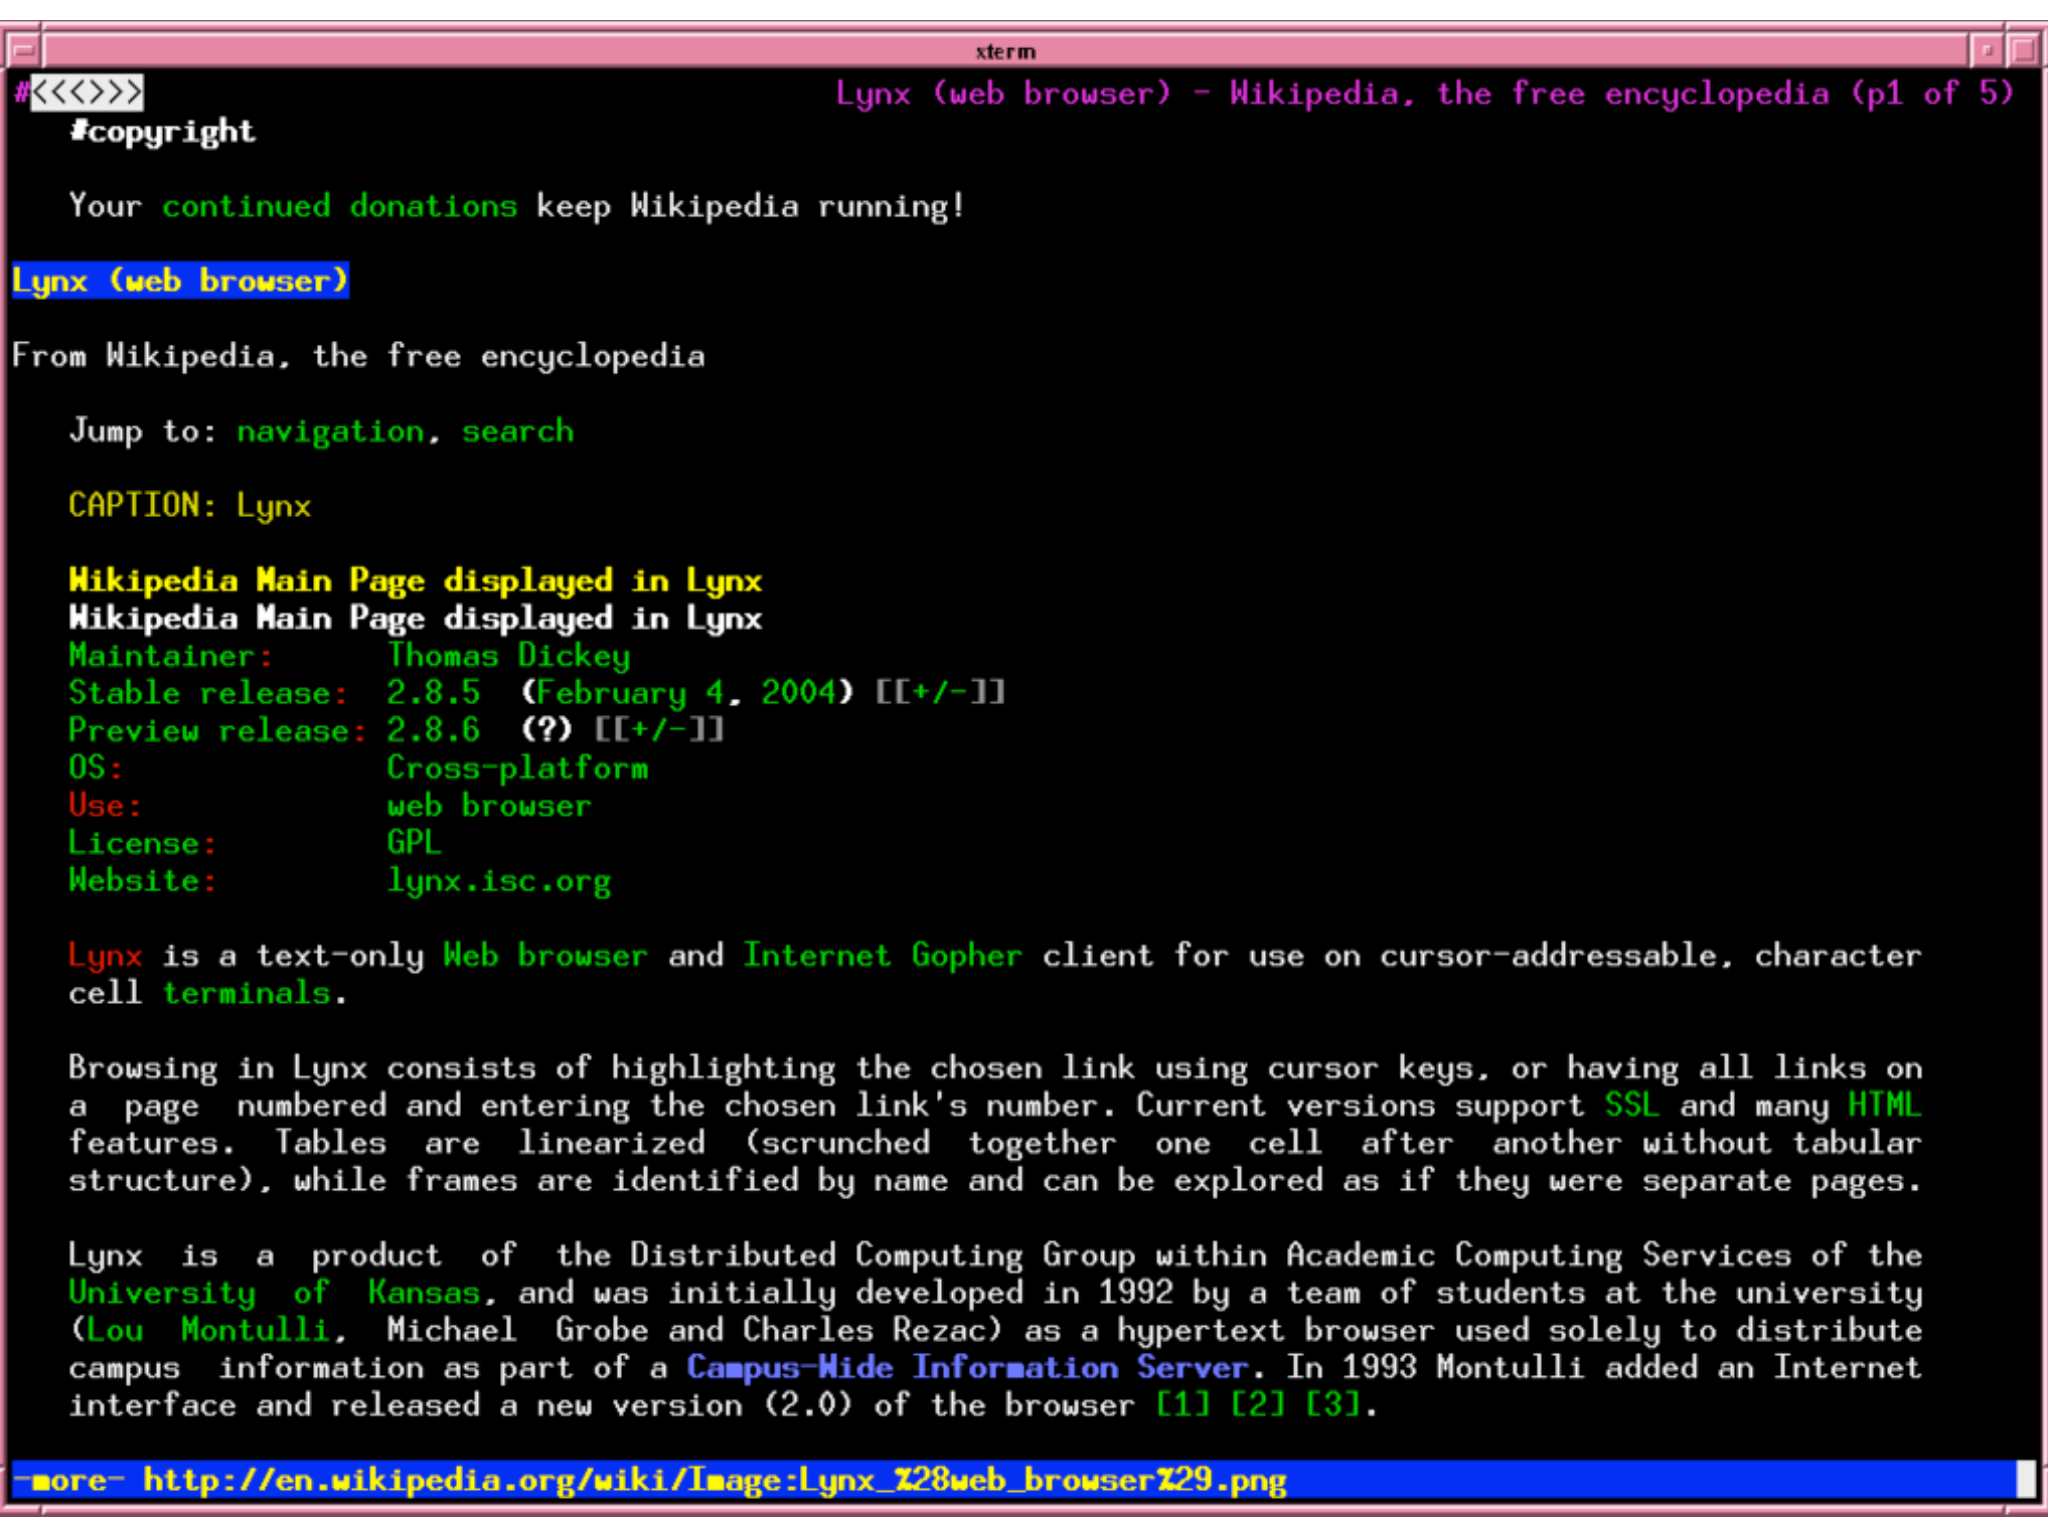 xterm
#<<<>>> Lynx (web browser) - Wikipedia, the free encyclopedia (p1 of 5)
#copyright
Your continued donations keep Wikipedia running!
Lynx (web browser)
From Wikipedia, the free encyclopedia
Jump to: navigation, search
CAPTION: Lynx
Wikipedia Main Page displayed in Lynx
Wikipedia Main Page displayed in Lynx
Maintainer: Thomas Dickey
Stable release: 2.8.5 (February 4, 2004) [[+/-]]
Preview release: 2.8.6 (?) [[+/-]]
OS: Cross-platform
Use: web browser
License: GPL
Website: lynx.isc.org
Lynx is a text-only Web browser and Internet Gopher client for use on cursor-addressable, character
cell terminals.
Browsing in Lynx consists of highlighting the chosen link using cursor keys, or having all links on
a page numbered and entering the chosen link's number. Current versions support SSL and many HTML
features. Tables are linearized (scrunched together one cell after another without tabular
structure), while frames are identified by name and can be explored as if they were separate pages.
Lynx is a product of the Distributed Computing Group within Academic Computing Services of the
University of Kansas, and was initially developed in 1992 by a team of students at the university
(Lou Montulli, Michael Grobe and Charles Rezac) as a hypertext browser used solely to distribute
campus information as part of a Campus-Wide Information Server. In 1993 Montulli added an Internet
interface and released a new version (2.0) of the browser [1] [2] [3].
-more- http://en.wikipedia.org/wiki/Image:Lynx_%28web_browser%29.png